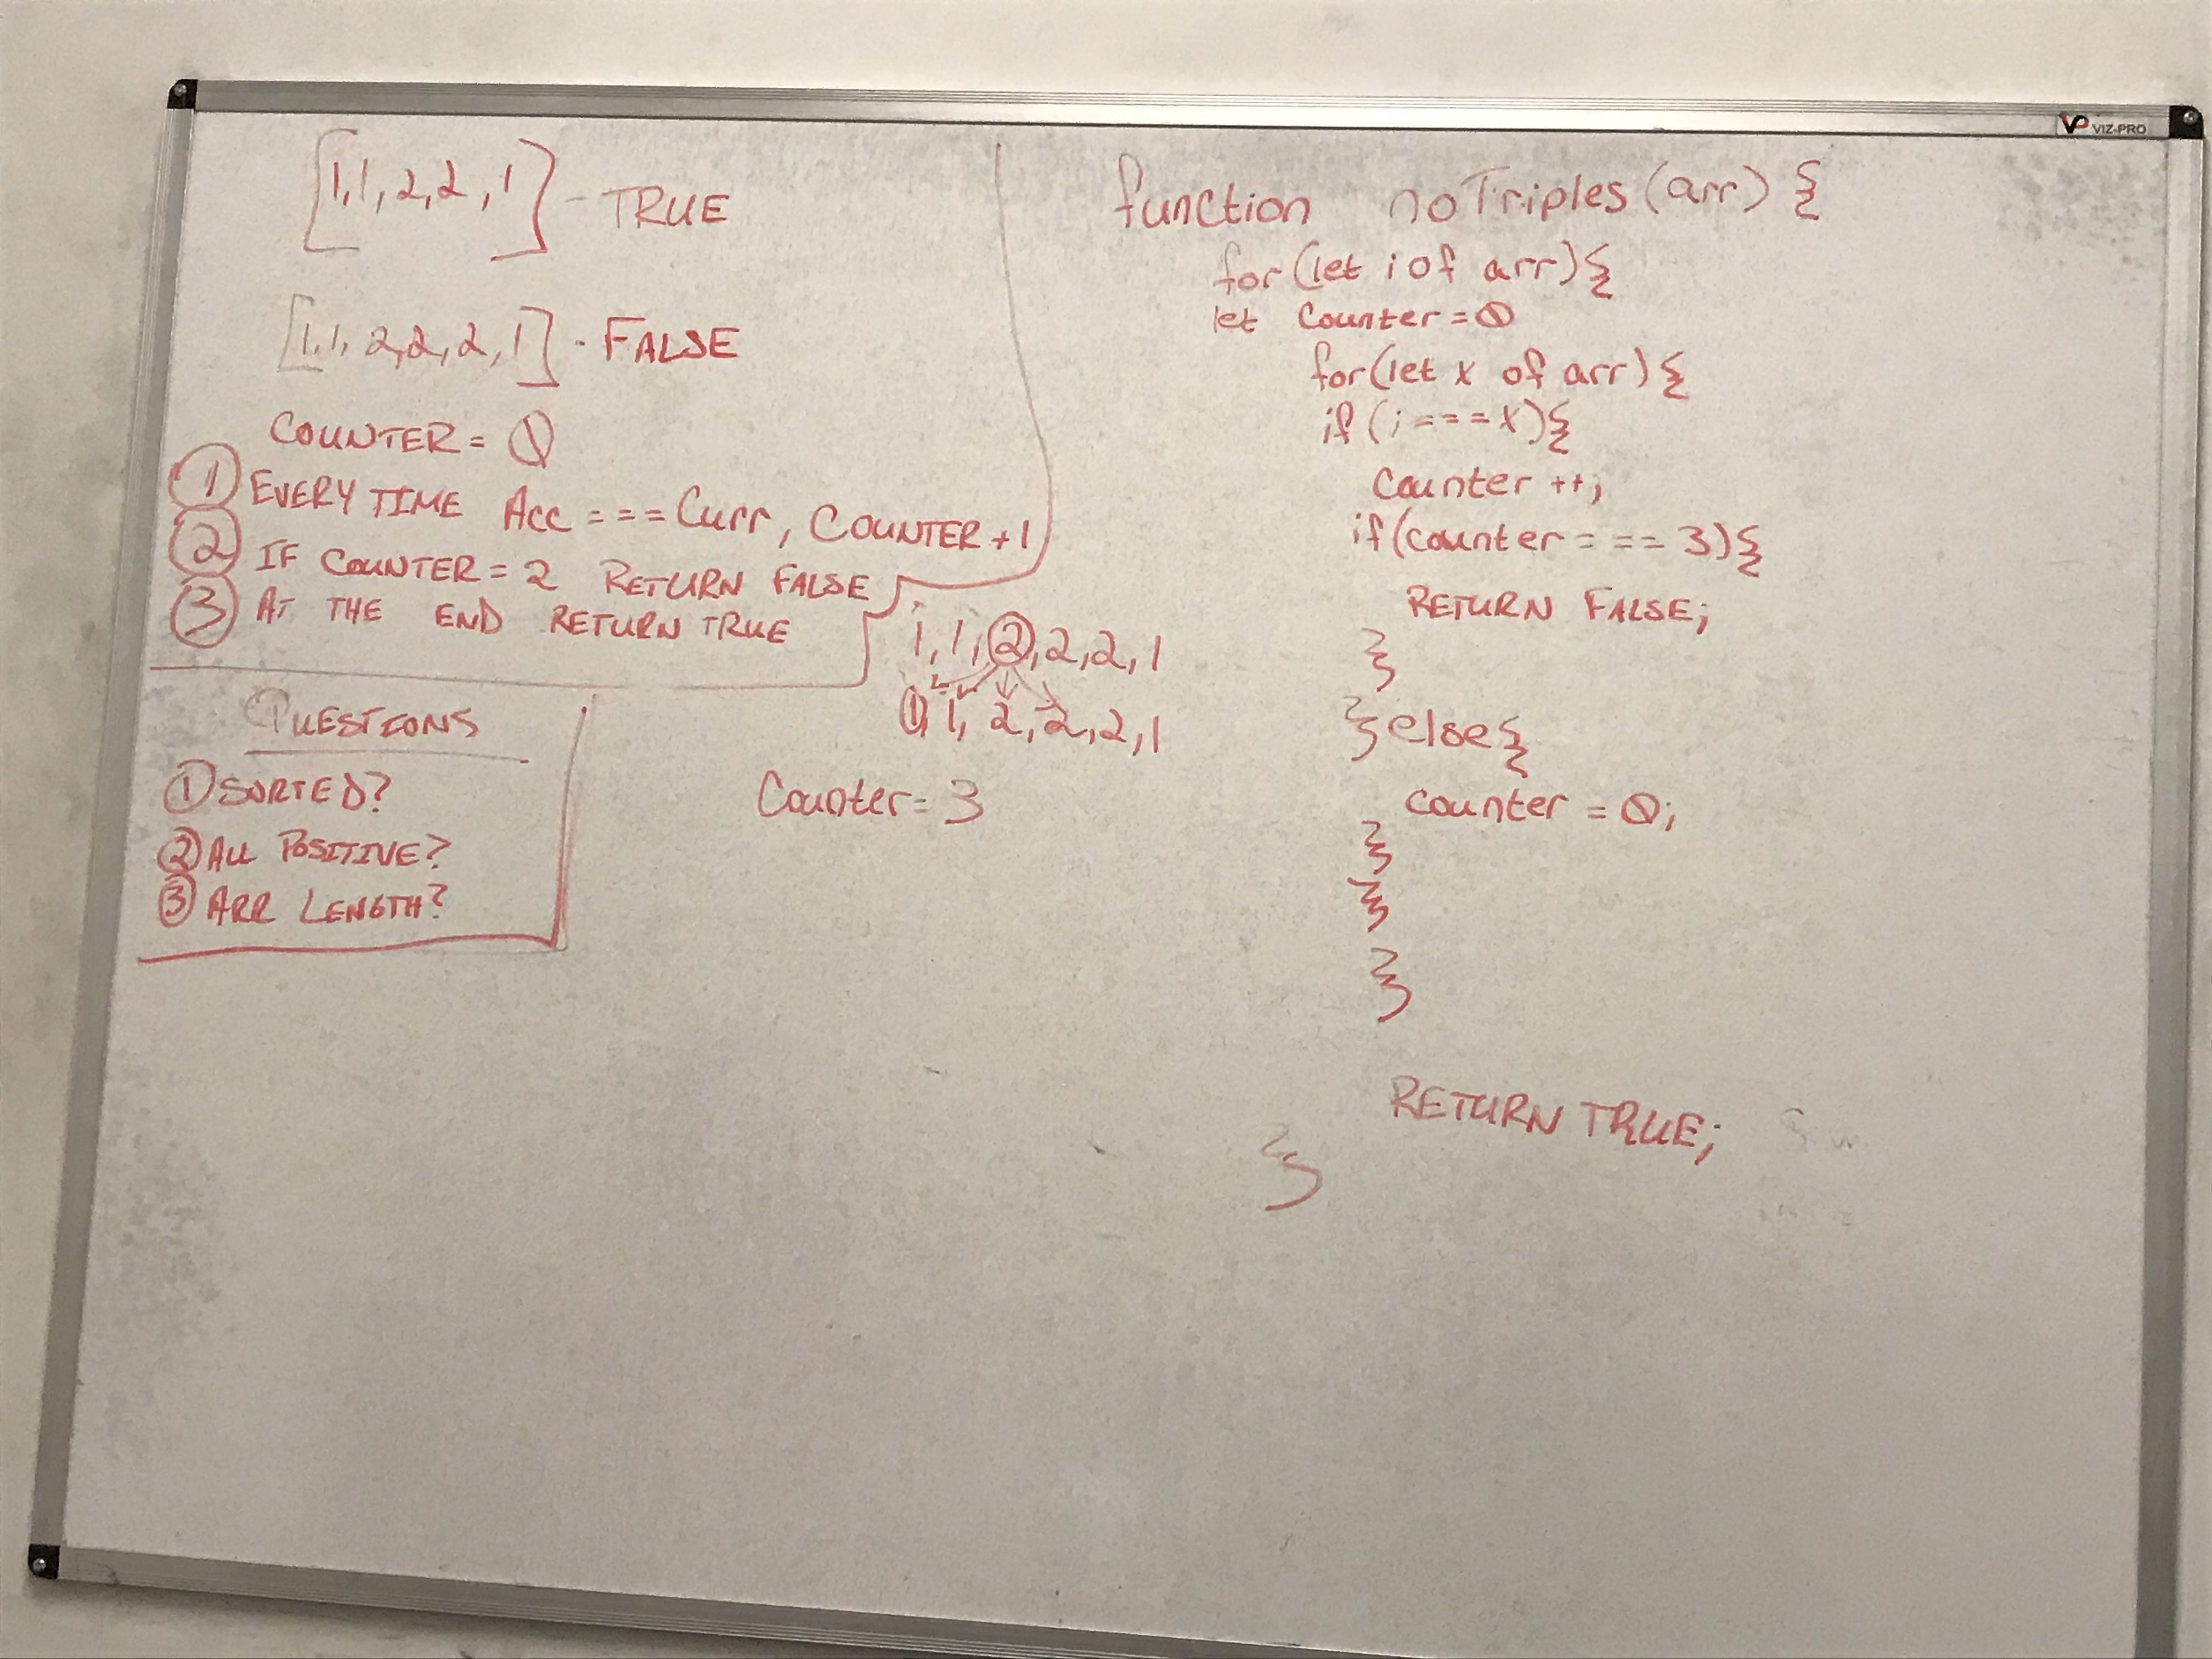 VP VIZ-PRO
[1,1,2,2,1] - TRUE
[1,1,2,2,2,1] - FALSE
COUNTER = 0
① EVERY TIME Acc === Curr, COUNTER +1
② IF COUNTER = 2 RETURN FALSE
③ AT THE END RETURN TRUE
1,1,2,2,2,1
1,1,2,2,2,1
Counter = 3
QUESTIONS
① SORTED?
② ALL POSITIVE?
③ ARR LENGTH?
function noTriples(arr) {
for(let i of arr){
let counter = 0
for(let x of arr){
if(i===x){
Counter ++;
if(counter === 3){
RETURN FALSE;
}
}else{
counter = 0;
}
}
}
RETURN TRUE;
}